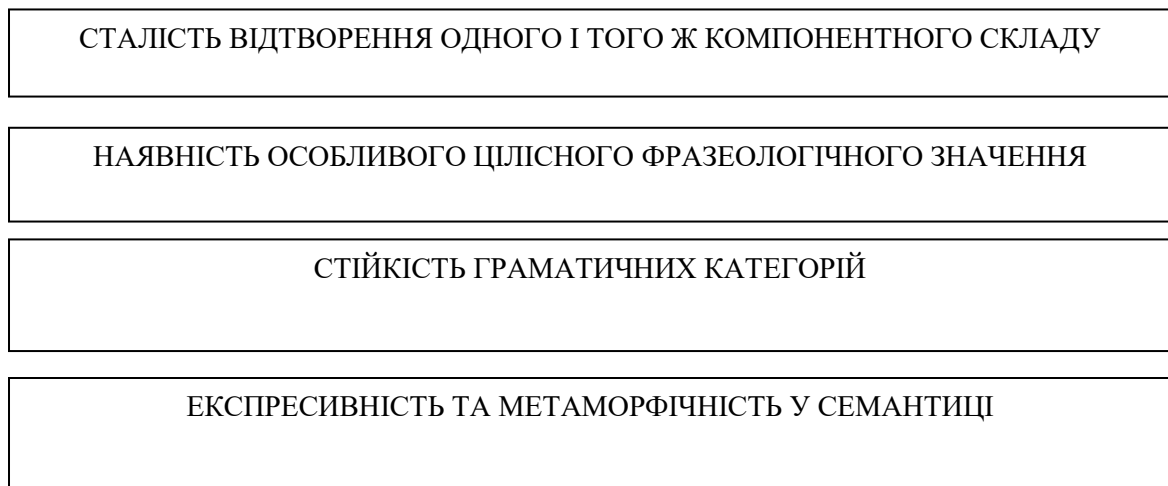 СТАЛІСТЬ ВІДТВОРЕННЯ ОДНОГО І ТОГО Ж КОМПОНЕНТНОГО СКЛАДУ
НАЯВНІСТЬ ОСОБЛИВОГО ЦІЛІСНОГО ФРАЗЕОЛОГІЧНОГО ЗНАЧЕННЯ
СТІЙКІСТЬ ГРАМАТИЧНИХ КАТЕГОРІЙ
ЕКСПРЕСИВНІСТЬ ТА МЕТАМОРФІЧНІСТЬ У СЕМАНТИЦІ